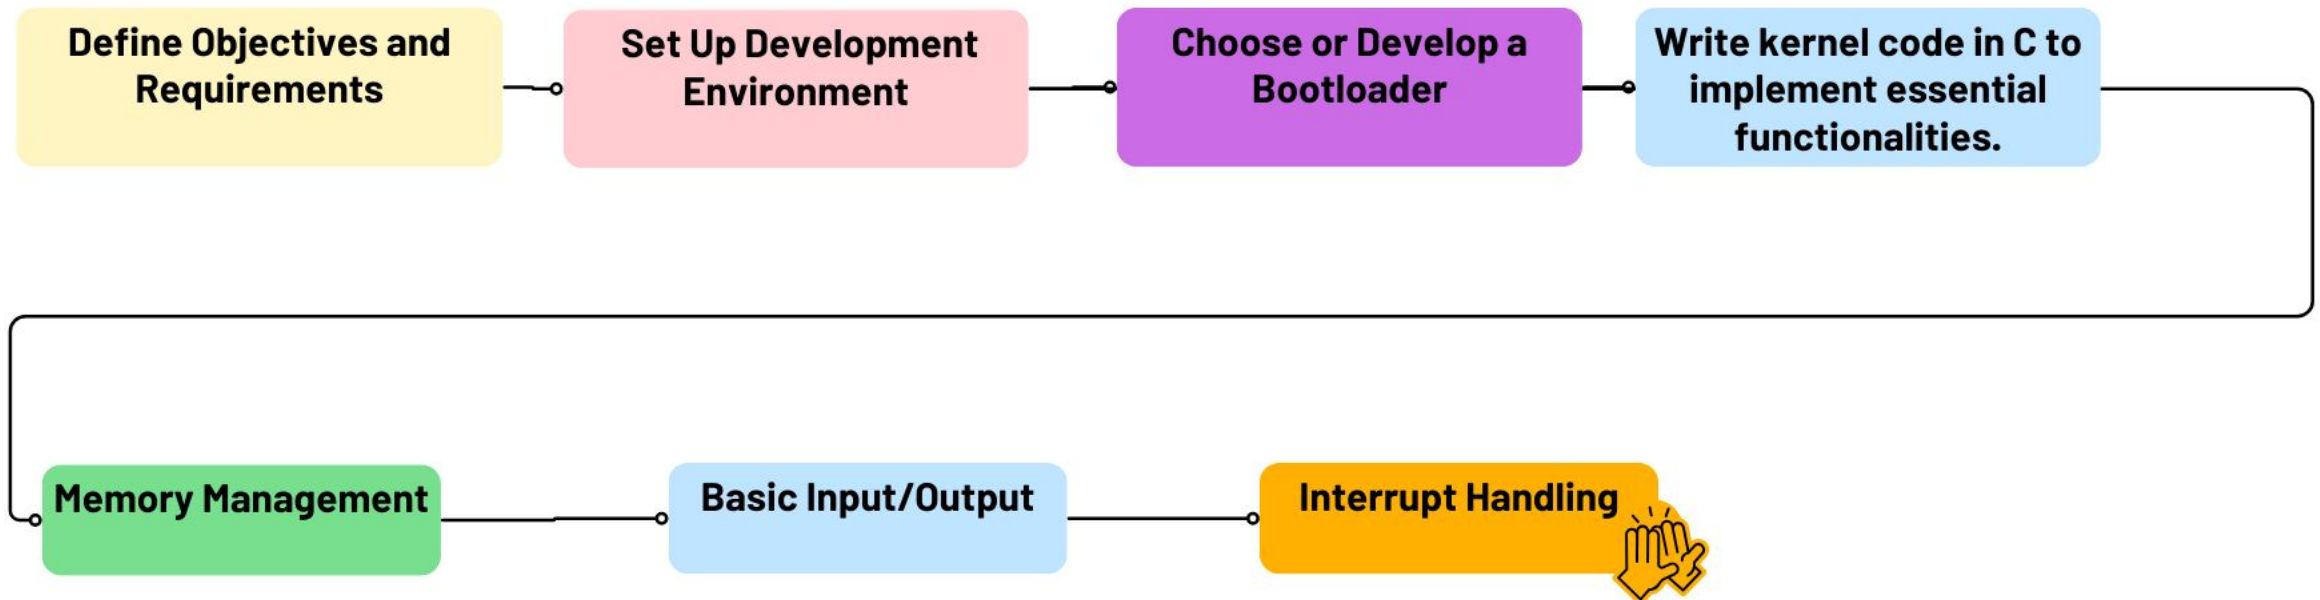 Define Objectives and
Requirements
Set Up Development
Environment
Choose or Develop a
Bootloader
Write kernel code in C to
implement essential
functionalities.
Memory Management
Basic Input/Output
Interrupt Handling